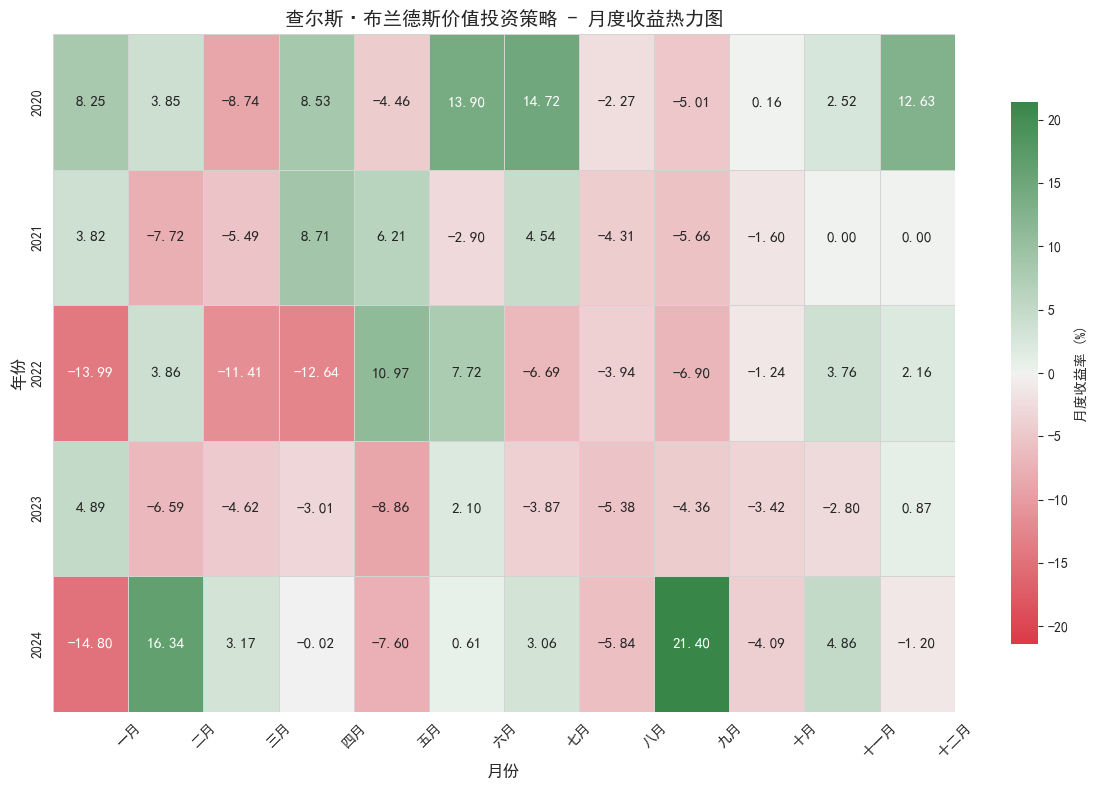 查尔斯·布兰德斯价值投资策略 - 月度收益热力图
年份
2020 8.25 3.85 -8.74 8.53 -4.46 13.90 14.72 -2.27 -5.01 0.16 2.52 12.63
2021 3.82 -7.72 -5.49 8.71 6.21 -2.90 4.54 -4.31 -5.66 -1.60 0.00 0.00
2022 -13.99 3.86 -11.41 -12.64 10.97 7.72 -6.69 -3.94 -6.90 -1.24 3.76 2.16
2023 4.89 -6.59 -4.62 -3.01 -8.86 2.10 -3.87 -5.38 -4.36 -3.42 -2.80 0.87
2024 -14.80 16.34 3.17 -0.02 -7.60 0.61 3.06 -5.84 21.40 -4.09 4.86 -1.20
一月 二月 三月 四月 五月 六月 七月 八月 九月 十月 十一月 十二月
月份
20
15
10
5
0
-5
-10
-15
-20
月度收益率 (%)